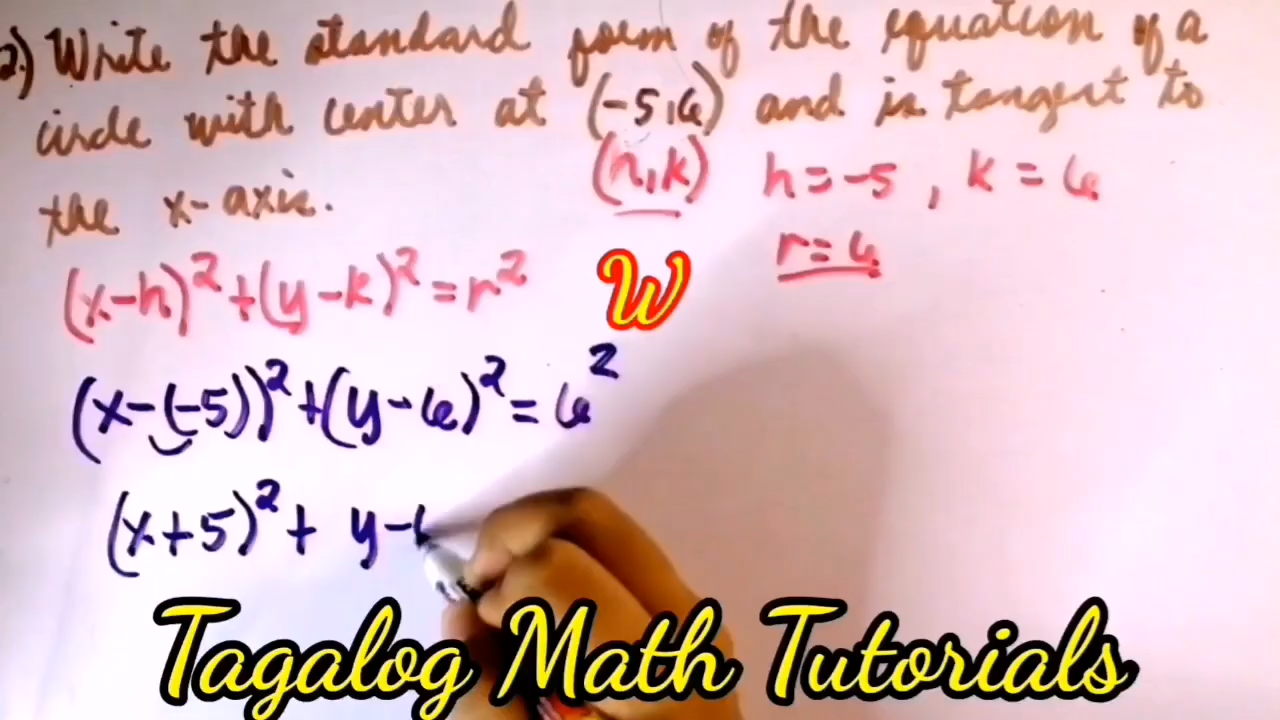 2.) Write the standard form of the equation of a
circle with center at (-5,6) and is tangent to
the x-axis.
(h,k) h = -5 , k = 6
r = 6
(x-h)² + (y-k)² = r²
W
(x-(-5))² + (y-6)² = 6²
(x+5)² + y-
Tagalog Math Tutorials